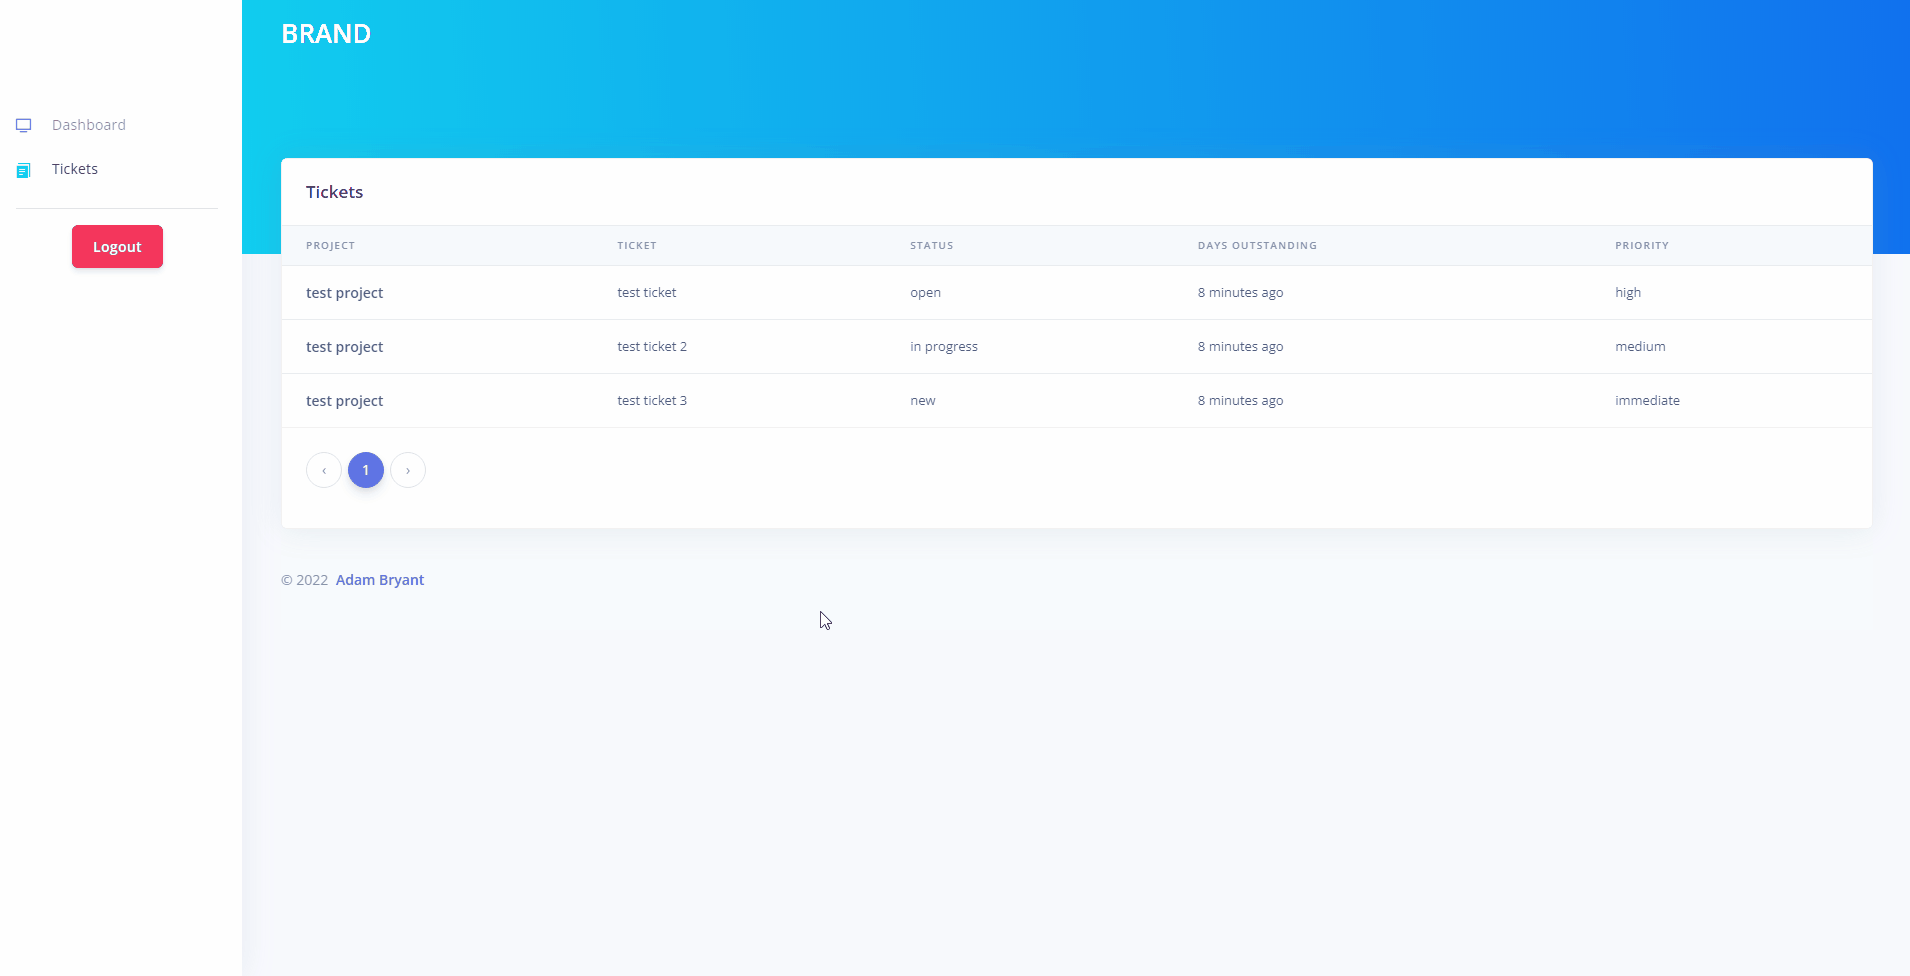 BRAND
Dashboard
Tickets
Logout
Tickets
PROJECT TICKET STATUS DAYS OUTSTANDING PRIORITY
test project test ticket open 8 minutes ago high
test project test ticket 2 in progress 8 minutes ago medium
test project test ticket 3 new 8 minutes ago immediate
‹ 1 ›
© 2022 Adam Bryant